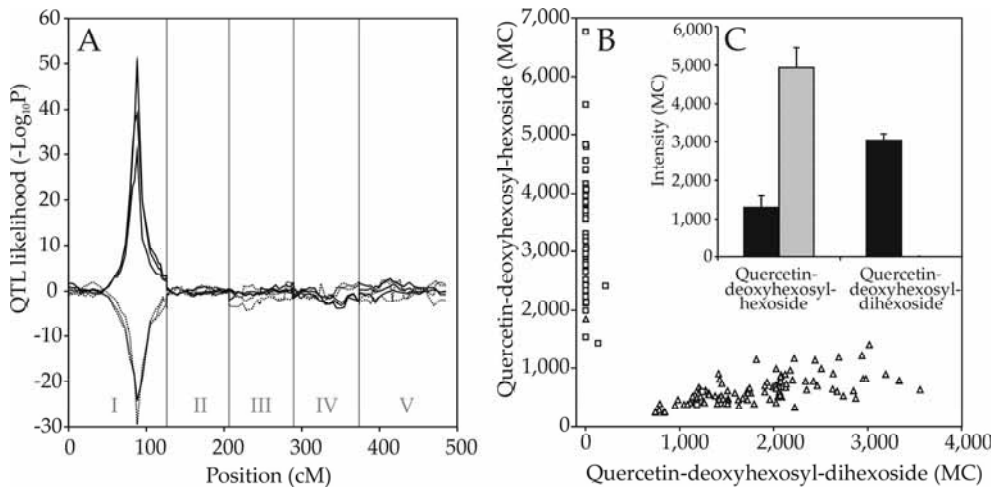 A
QTL likelihood (-Log₁₀P)
60
50
40
30
20
10
0
-10
-20
-30
I
II
III
IV
V
0
100
200
300
400
500
Position (cM)
B
Quercetin-deoxyhexosyl-hexoside (MC)
7,000
6,000
5,000
4,000
3,000
2,000
1,000
0
0
1,000
2,000
3,000
4,000
Quercetin-deoxyhexosyl-dihexoside (MC)
C
Intensity (MC)
6,000
5,000
4,000
3,000
2,000
1,000
0
Quercetin-
deoxyhexosyl-
hexoside
Quercetin-
deoxyhexosyl-
dihexoside